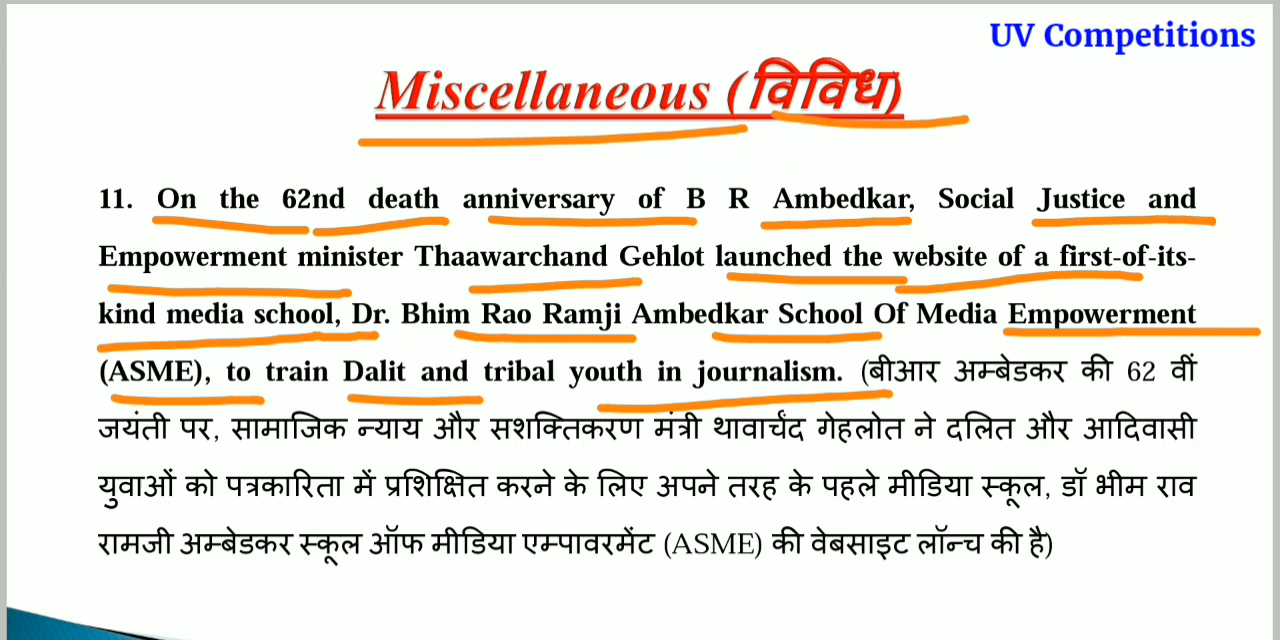 UV Competitions
Miscellaneous (विविध)
11. On the 62nd death anniversary of B R Ambedkar, Social Justice and
Empowerment minister Thaawarchand Gehlot launched the website of a first-of-its-
kind media school, Dr. Bhim Rao Ramji Ambedkar School Of Media Empowerment
(ASME), to train Dalit and tribal youth in journalism. (बीआर अम्बेडकर की 62 वीं
जयंती पर, सामाजिक न्याय और सशक्तिकरण मंत्री थावार्चंद गेहलोत ने दलित और आदिवासी
युवाओं को पत्रकारिता में प्रशिक्षित करने के लिए अपने तरह के पहले मीडिया स्कूल, डॉ भीम राव
रामजी अम्बेडकर स्कूल ऑफ मीडिया एम्पावरमेंट (ASME) की वेबसाइट लॉन्च की है)